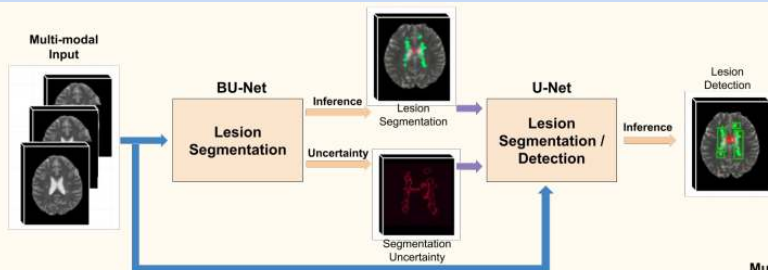 Multi-modal
Input
BU-Net
Lesion
Segmentation
Inference
Uncertainty
Lesion
Segmentation
Segmentation
Uncertainty
U-Net
Lesion
Segmentation /
Detection
Inference
Lesion
Detection